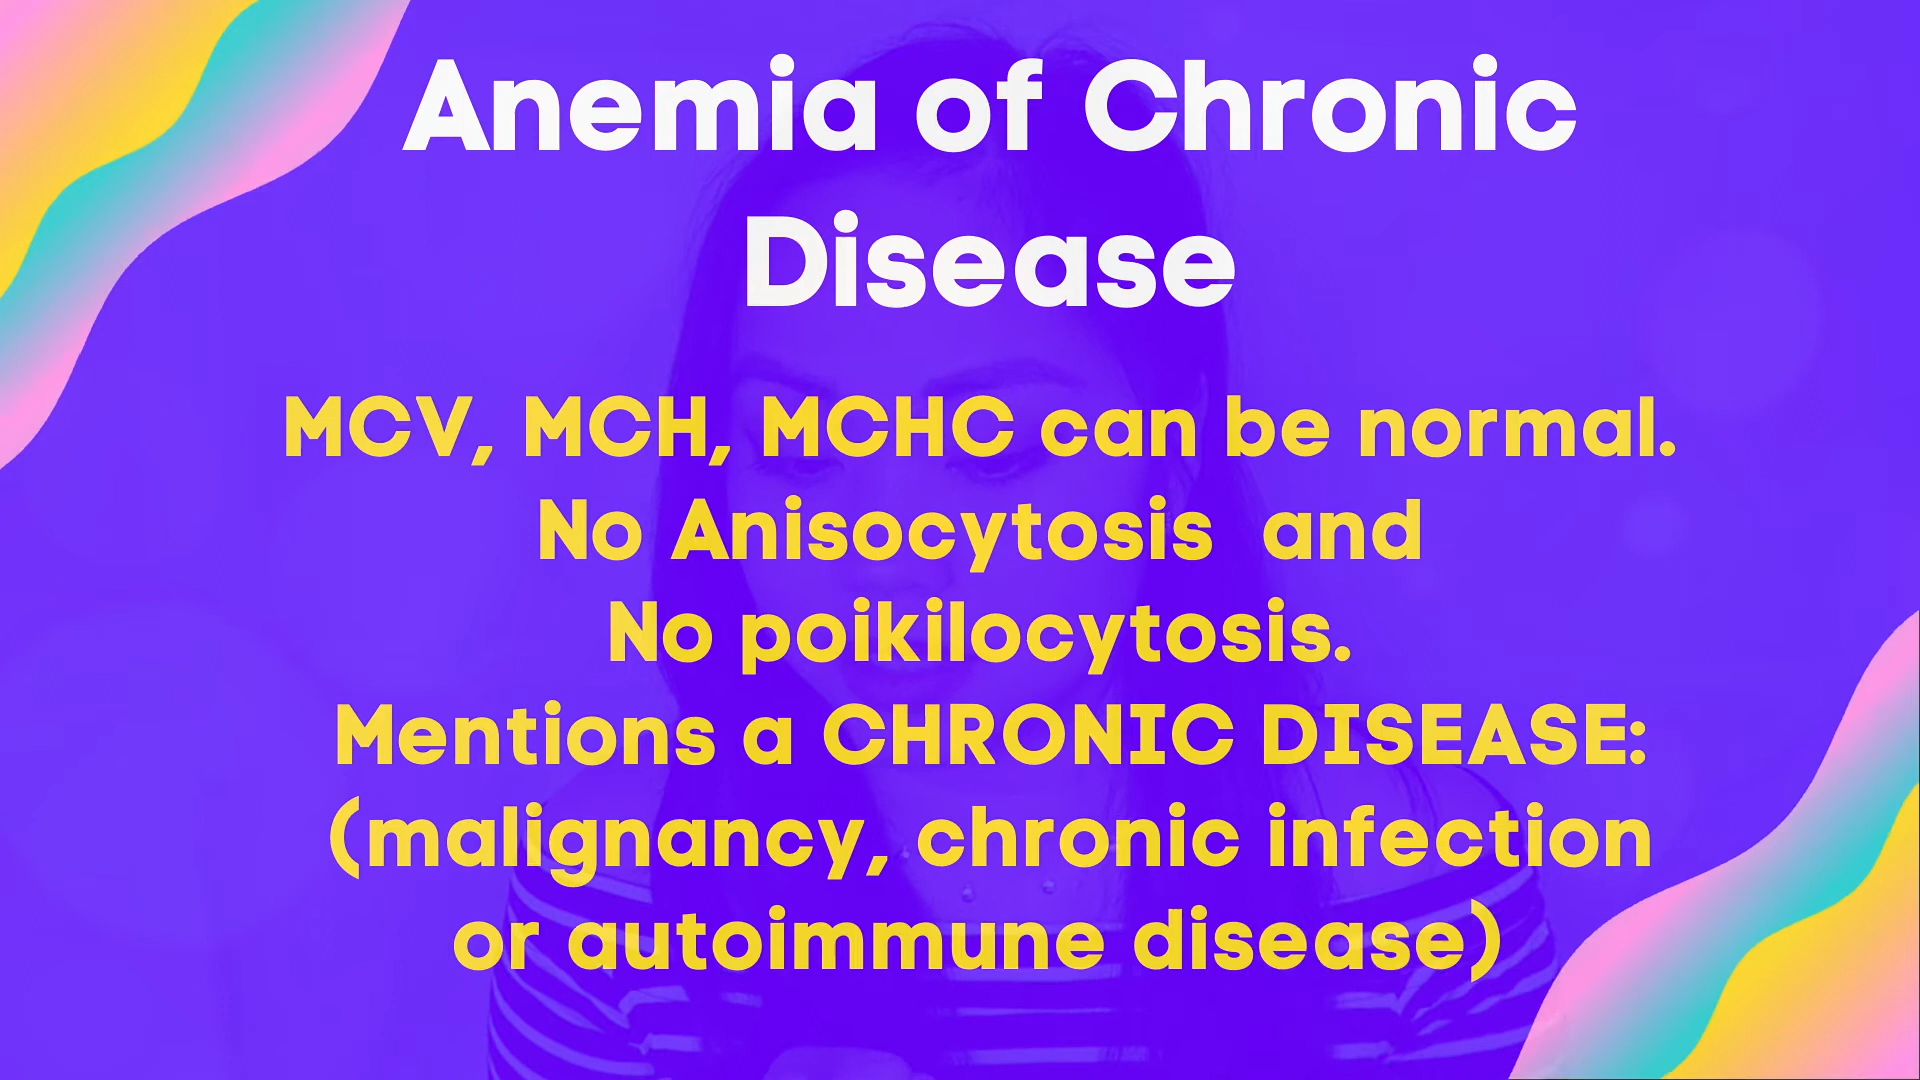 Anemia of Chronic
Disease
MCV, MCH, MCHC can be normal.
No Anisocytosis and
No poikilocytosis.
Mentions a CHRONIC DISEASE:
(malignancy, chronic infection
or autoimmune disease)